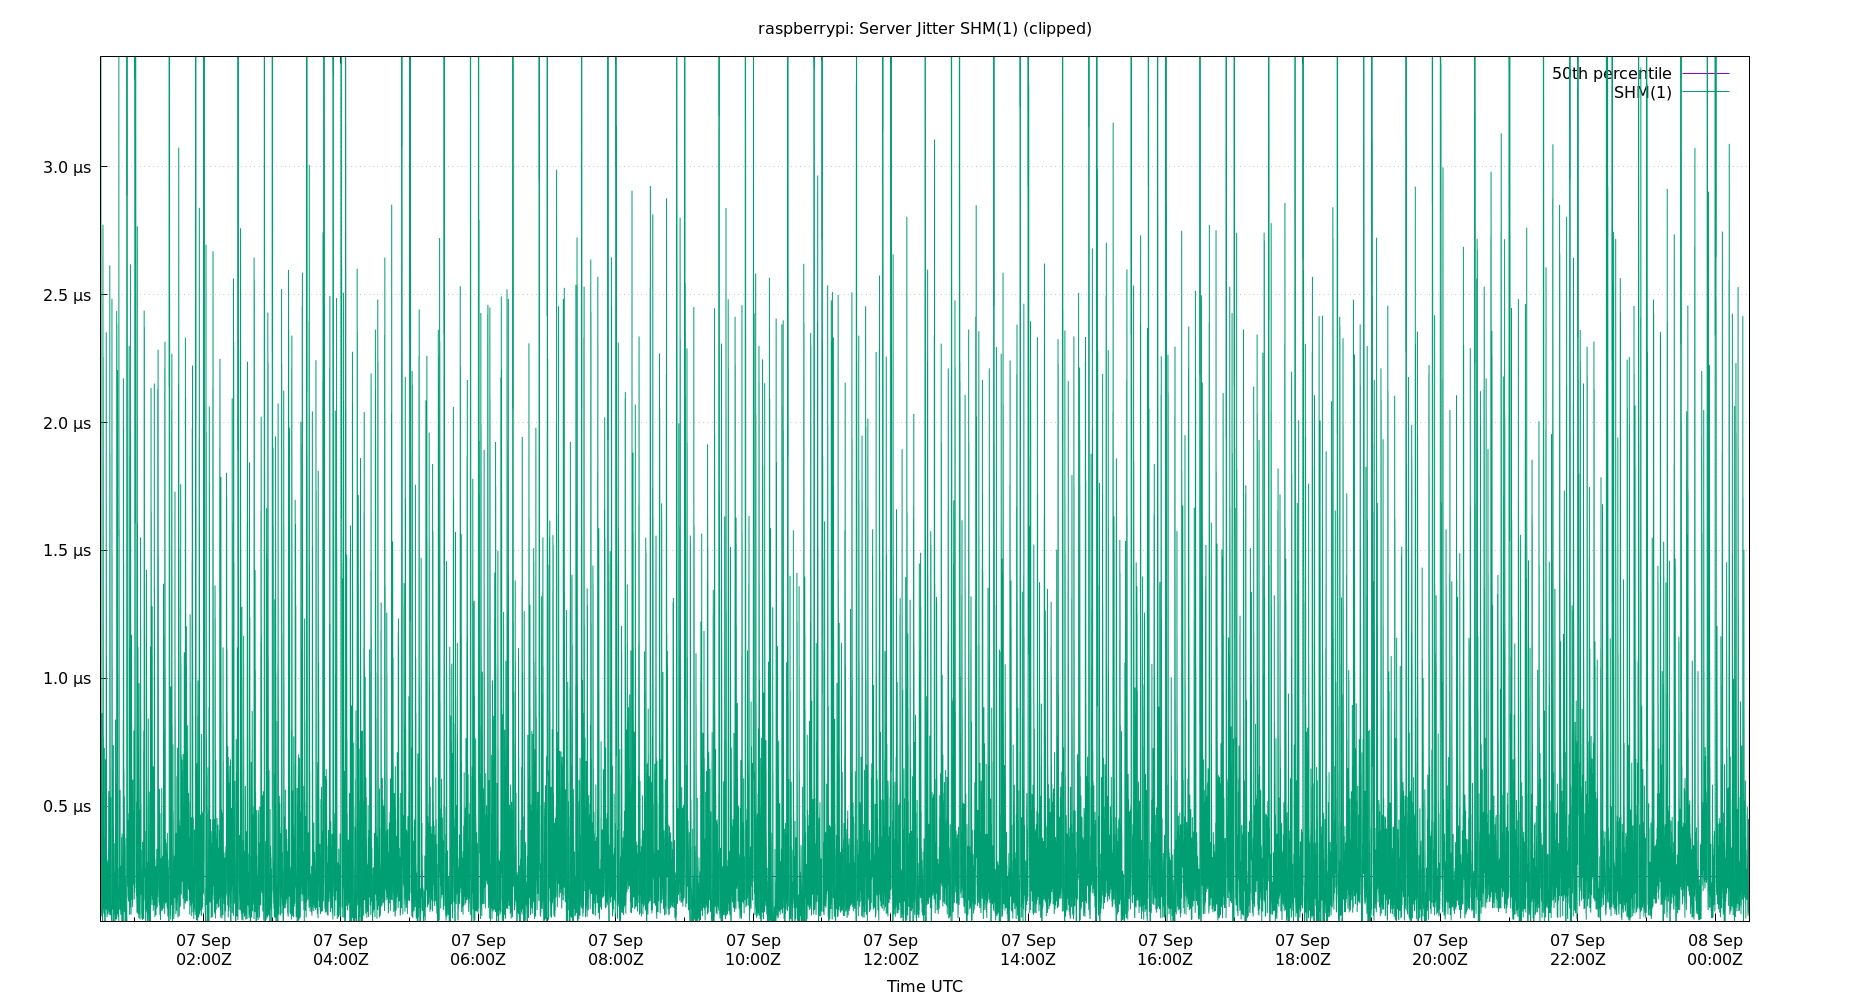 raspberrypi: Server Jitter SHM(1) (clipped)
50th percentile
SHM(1)
3.0 µs
2.5 µs
2.0 µs
1.5 µs
1.0 µs
0.5 µs
07 Sep 07 Sep 07 Sep 07 Sep 07 Sep 07 Sep 07 Sep 07 Sep 07 Sep 07 Sep 07 Sep 08 Sep
02:00Z 04:00Z 06:00Z 08:00Z 10:00Z 12:00Z 14:00Z 16:00Z 18:00Z 20:00Z 22:00Z 00:00Z
Time UTC